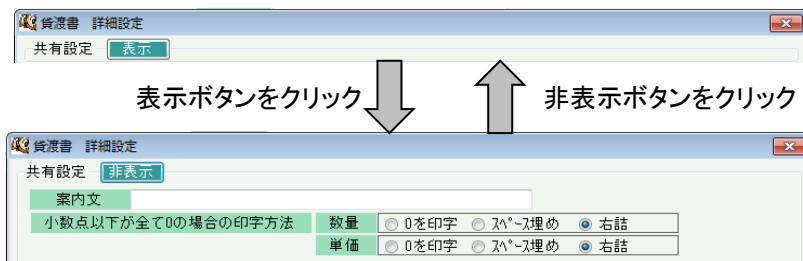 貸渡書 詳細設定
共有設定 表示
表示ボタンをクリック 非表示ボタンをクリック
貸渡書 詳細設定
共有設定 非表示
案内文
小数点以下が全て0の場合の印字方法 数量 0を印字 スペース埋め 右詰
単価 0を印字 スペース埋め 右詰